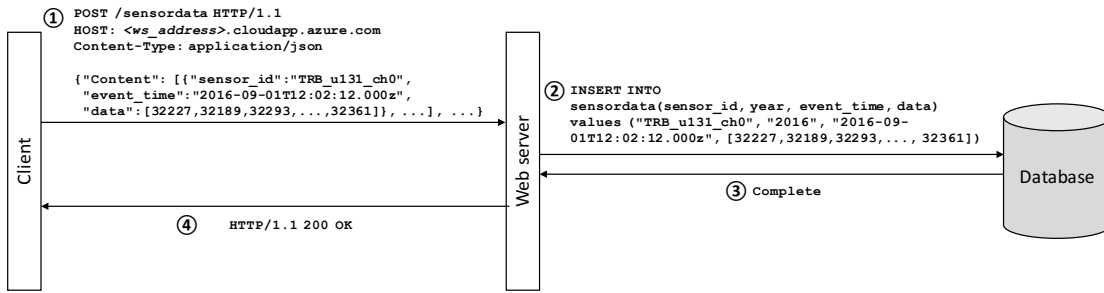 ① POST /sensordata HTTP/1.1
HOST: <ws_address>.cloudapp.azure.com
Content-Type: application/json
{"Content": [{"sensor_id":"TRB_u131_ch0",
"event_time":"2016-09-01T12:02:12.000z",
"data":[32227,32189,32293,...,32361]}, ...], ...}
② INSERT INTO
sensordata(sensor_id, year, event_time, data)
values ("TRB_u131_ch0", "2016", "2016-09-
01T12:02:12.000z", [32227,32189,32293,..., 32361])
Client
Web server
Database
③ Complete
④ HTTP/1.1 200 OK